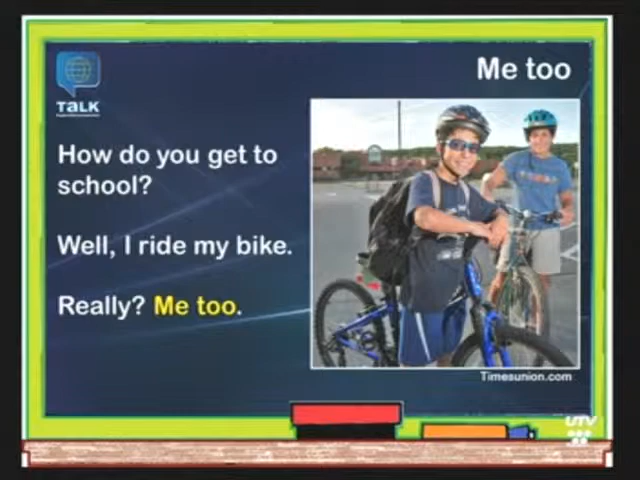 TALK
Me too
How do you get to
school?
Well, I ride my bike.
Really? Me too.
Timesunion.com
UTV